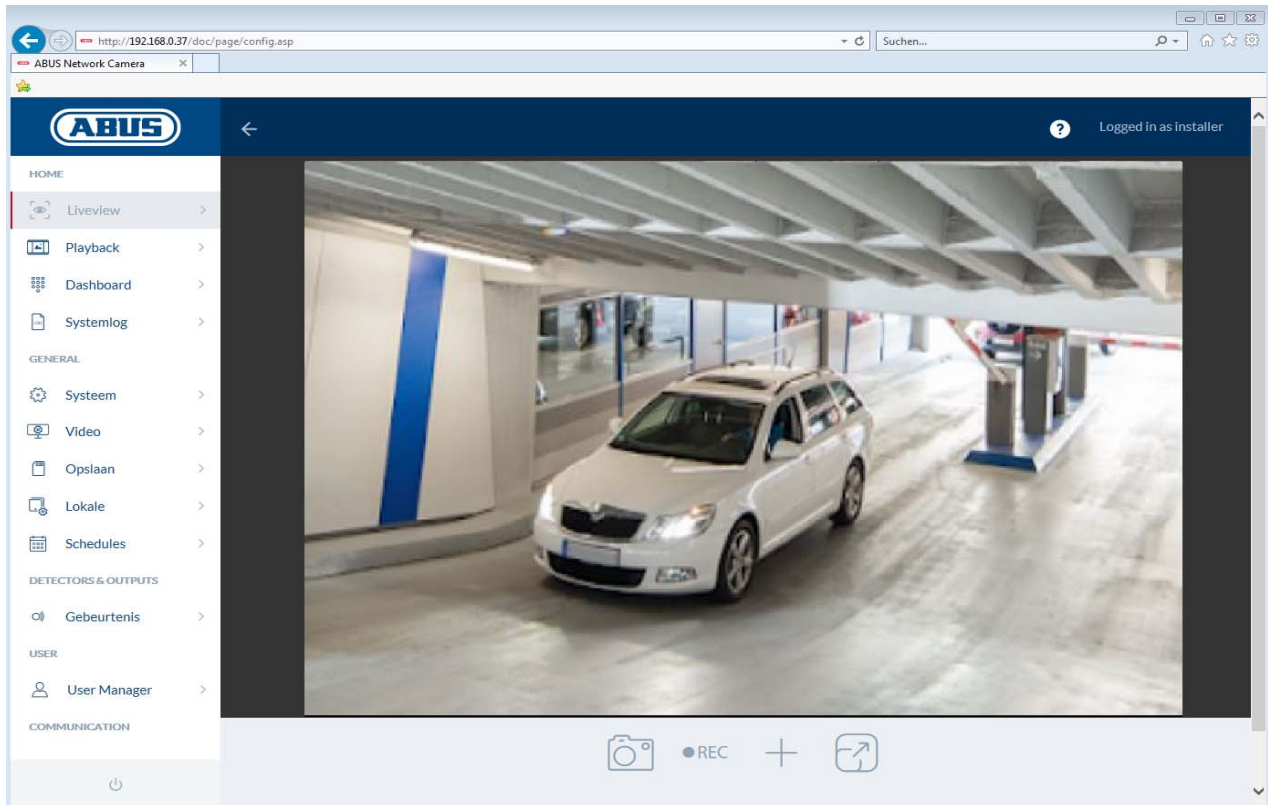 http://192.168.0.37/doc/page/config.asp
Suchen...
ABUS Network Camera
ABUS
Logged in as installer
HOME
Liveview
Playback
Dashboard
Systemlog
GENERAL
Systeem
Video
Opslaan
Lokale
Schedules
DETECTORS & OUTPUTS
Gebeurtenis
USER
User Manager
COMMUNICATION
REC